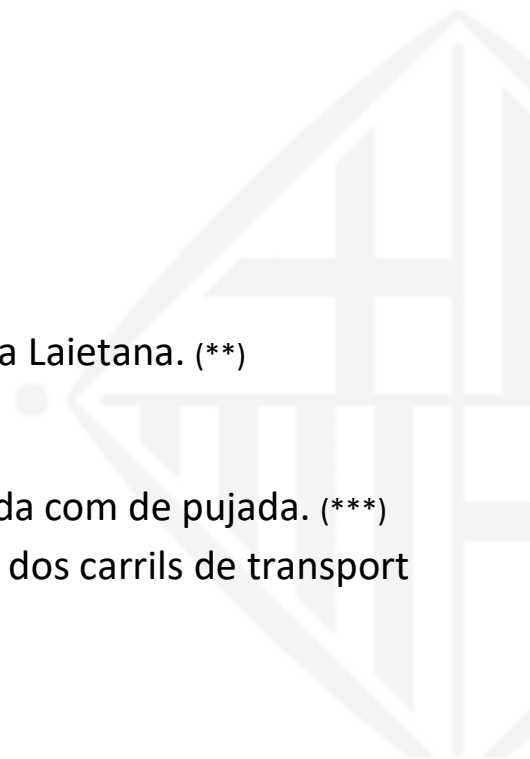 a Laietana. (**)
da com de pujada. (***)
dos carrils de transport